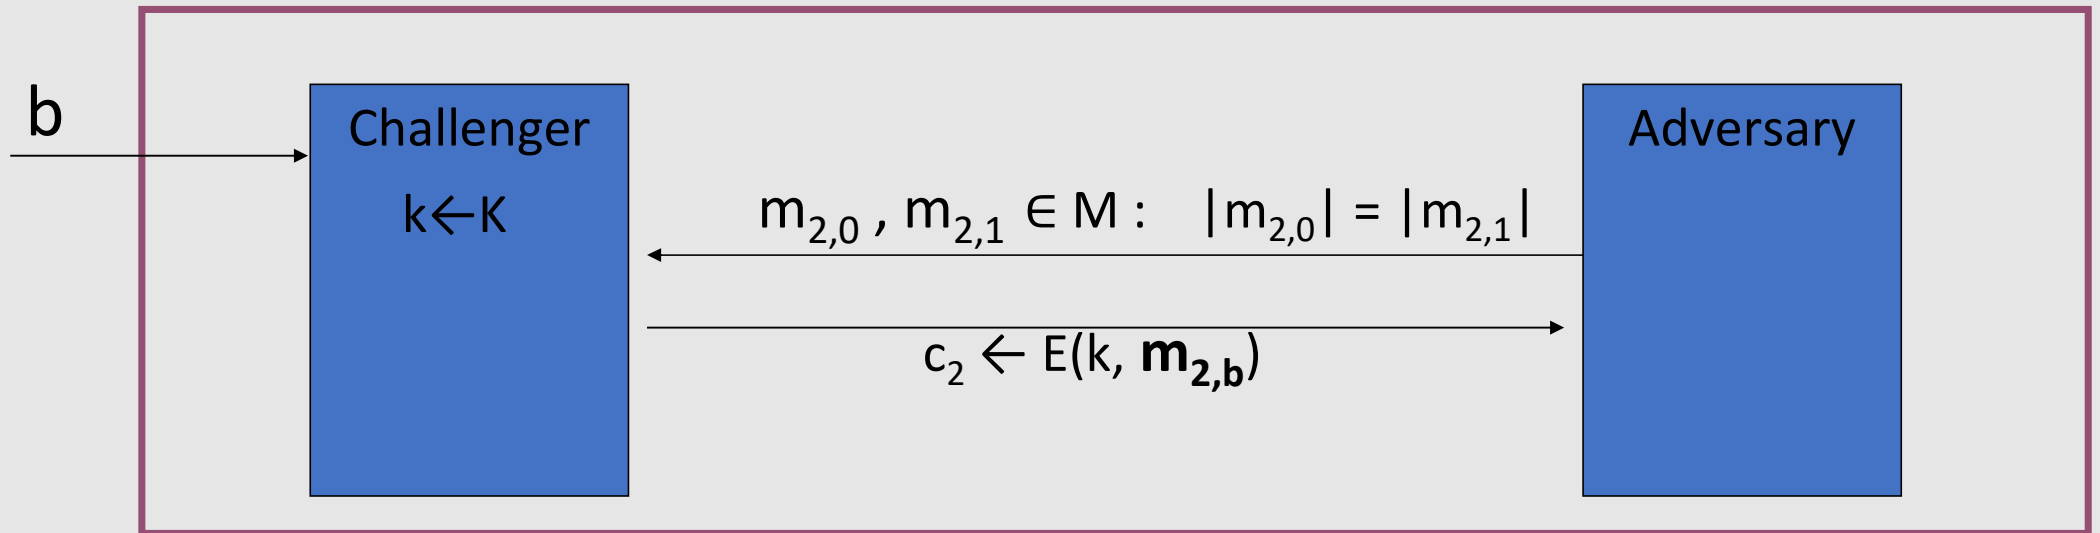 b
Challenger
Adversary
k←K
m₂,₀ , m₂,₁ ∈ M :   |m₂,₀| = |m₂,₁|
c₂ ← E(k, m₂,b)